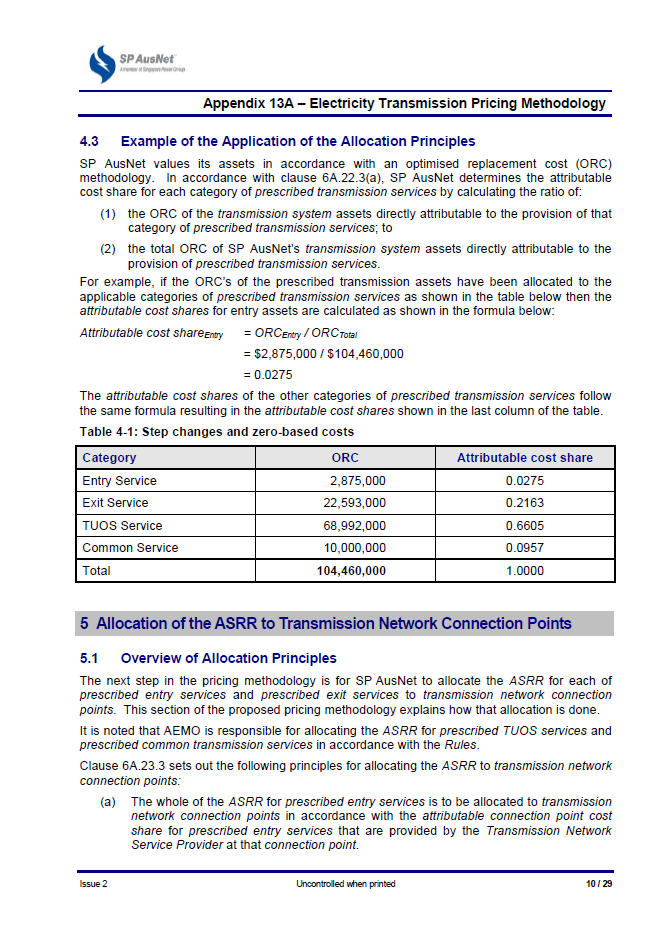 SP AusNet
A member of Singapore Power Group
Appendix 13A – Electricity Transmission Pricing Methodology
4.3 Example of the Application of the Allocation Principles
SP AusNet values its assets in accordance with an optimised replacement cost (ORC)
methodology. In accordance with clause 6A.22.3(a), SP AusNet determines the attributable
cost share for each category of prescribed transmission services by calculating the ratio of:
(1) the ORC of the transmission system assets directly attributable to the provision of that
category of prescribed transmission services; to
(2) the total ORC of SP AusNet's transmission system assets directly attributable to the
provision of prescribed transmission services.
For example, if the ORC's of the prescribed transmission assets have been allocated to the
applicable categories of prescribed transmission services as shown in the table below then the
attributable cost shares for entry assets are calculated as shown in the formula below:
Attributable cost shareEntry = ORCEntry / ORCTotal
= $2,875,000 / $104,460,000
= 0.0275
The attributable cost shares of the other categories of prescribed transmission services follow
the same formula resulting in the attributable cost shares shown in the last column of the table.
Table 4-1: Step changes and zero-based costs
Category ORC Attributable cost share
Entry Service 2,875,000 0.0275
Exit Service 22,593,000 0.2163
TUOS Service 68,992,000 0.6605
Common Service 10,000,000 0.0957
Total 104,460,000 1.0000
5 Allocation of the ASRR to Transmission Network Connection Points
5.1 Overview of Allocation Principles
The next step in the pricing methodology is for SP AusNet to allocate the ASRR for each of
prescribed entry services and prescribed exit services to transmission network connection
points. This section of the proposed pricing methodology explains how that allocation is done.
It is noted that AEMO is responsible for allocating the ASRR for prescribed TUOS services and
prescribed common transmission services in accordance with the Rules.
Clause 6A.23.3 sets out the following principles for allocating the ASRR to transmission network
connection points:
(a) The whole of the ASRR for prescribed entry services is to be allocated to transmission
network connection points in accordance with the attributable connection point cost
share for prescribed entry services that are provided by the Transmission Network
Service Provider at that connection point.
Issue 2 Uncontrolled when printed 10 / 29